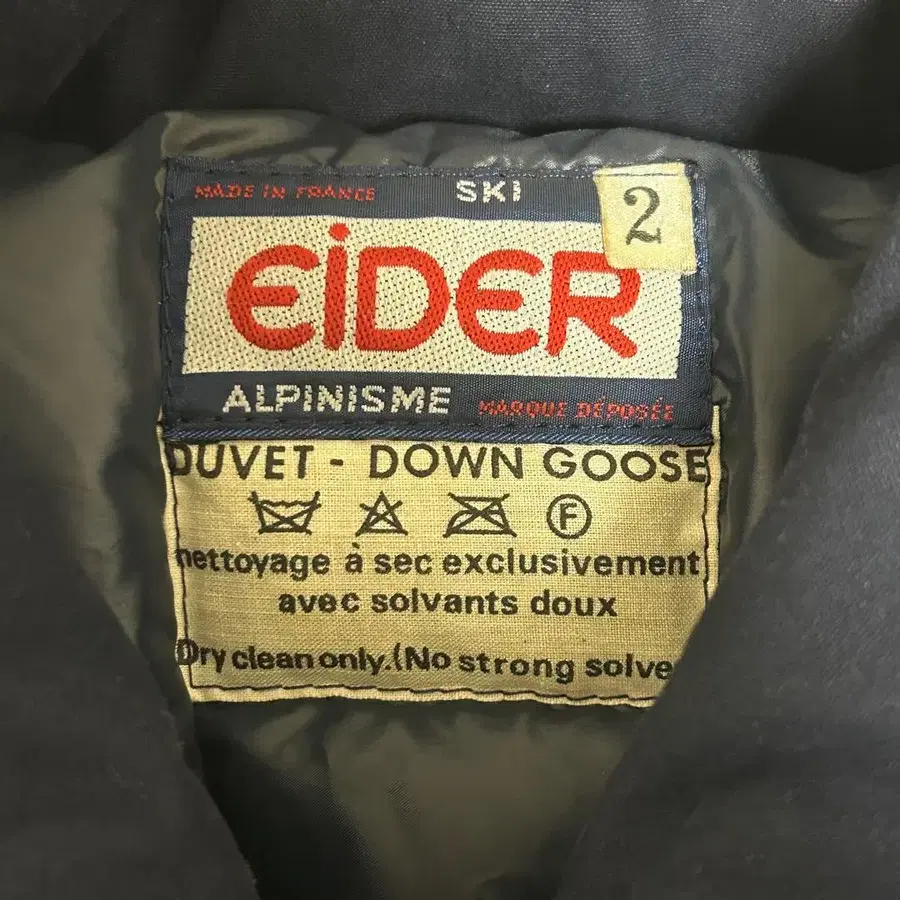 MADE IN FRANCE SKI 2
EiDER
ALPINISME MARQUE DÉPOSÉE
DUVET - DOWN GOOSE
F
nettoyage à sec exclusivement
avec solvants doux
Dry clean only.(No strong solve